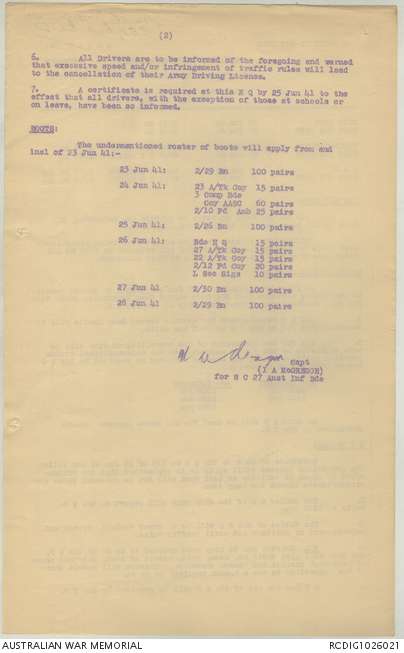 (2)
6. All Drivers are to be informed of the foregoing and warned
that excessive speed and/or infringement of traffic rules will lead
to the cancellation of their Army Driving Licence.
7. A certificate is required at this H Q by 25 Jun 41 to the
effect that all drivers, with the exception of those at schools or
on leave, have been so informed.
BOOTS:
The undermentioned roster of boots will apply from and
incl of 23 Jun 41:-
23 Jun 41: 2/29 Bn 100 pairs
24 Jun 41: 23 A/Tk Coy 15 pairs
3 Comp Bde
Coy AASC 60 pairs
2/10 Fd Amb 25 pairs
25 Jun 41: 2/26 Bn 100 pairs
26 Jun 41: Bde H Q 15 pairs
27 A/Tk Coy 15 pairs
22 A/Tk Coy 15 pairs
2/12 Fd Coy 20 pairs
L Sec Sigs 10 pairs
27 Jun 41 2/30 Bn 100 pairs
28 Jun 41 2/29 Bn 100 pairs
Capt
(I A McGREGOR)
for S C 27 Aust Inf Bde
AUSTRALIAN WAR MEMORIAL
RCDIG1026021